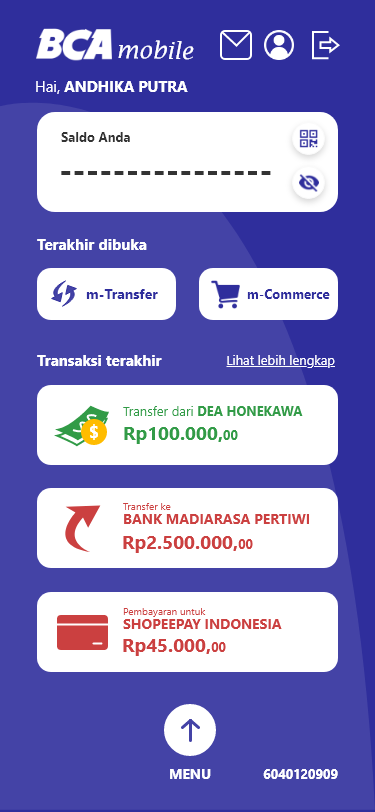 BCA mobile
Hai, ANDHIKA PUTRA
Saldo Anda
Terakhir dibuka
m-Transfer
m-Commerce
Transaksi terakhir
Lihat lebih lengkap
Transfer dari DEA HONEKAWA
Rp100.000,00
$
Transfer ke
BANK MADIARASA PERTIWI
Rp2.500.000,00
Pembayaran untuk
SHOPEEPAY INDONESIA
Rp45.000,00
MENU
6040120909